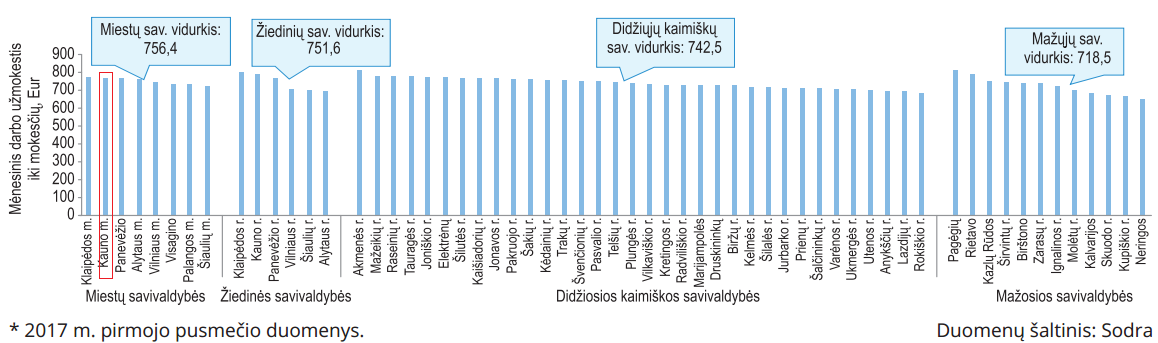 Miestų sav. vidurkis:
756,4
Žiedinių savivaldybės
vidurkis:
751,6
Didžiųjų kaimiškų
sav. vidurkis: 742,5
Mažųjų sav.
vidurkis: 718,5
Mėnesinis darbo užmokestis
iki mokesčių, Eur
900
800
700
600
500
400
300
200
100
0
Klaipėdos m.
Kauno m.
Panevėžio
Alytaus m.
Vilniaus m.
Visagino
Palangos m.
Šiaulių m.
Klaipėdos r.
Kauno r.
Panevėžio r.
Vilniaus r.
Šiaulių r.
Alytaus r.
Akmenės r.
Mažeikių r.
Raseinių r.
Tauragės r.
Joniškio r.
Elektrėnų
Šilutės r.
Kaišiadorių r.
Jonavos r.
Pakruojo r.
Šakių r.
Kėdainių r.
Trakų r.
Švenčionių r.
Pasvalio r.
Telšių r.
Plungės r.
Vilkaviškio r.
Kretingos r.
Radviliškio r.
Marijampolės
Druskininkų
Biržų r.
Kelmės r.
Šilalės r.
Jurbarko r.
Prienų r.
Šalčininkų r.
Varėnos r.
Ukmergės r.
Utenos r.
Anykščių r.
Lazdijų r.
Rokiškio r.
Pagėgių
Rietavo
Kazlų Rūdos
Širvintų r.
Birštono
Zarasų r.
Ignalinos r.
Molėtų r.
Kalvarijos
Skuodo r.
Kupiškio r.
Neringos
Miestų savivaldybės
Žiedinės savivaldybės
Didžiosios kaimiškos savivaldybės
Mažosios savivaldybės
* 2017 m. pirmojo pusmečio duomenys.
Duomenų šaltinis: Sodra